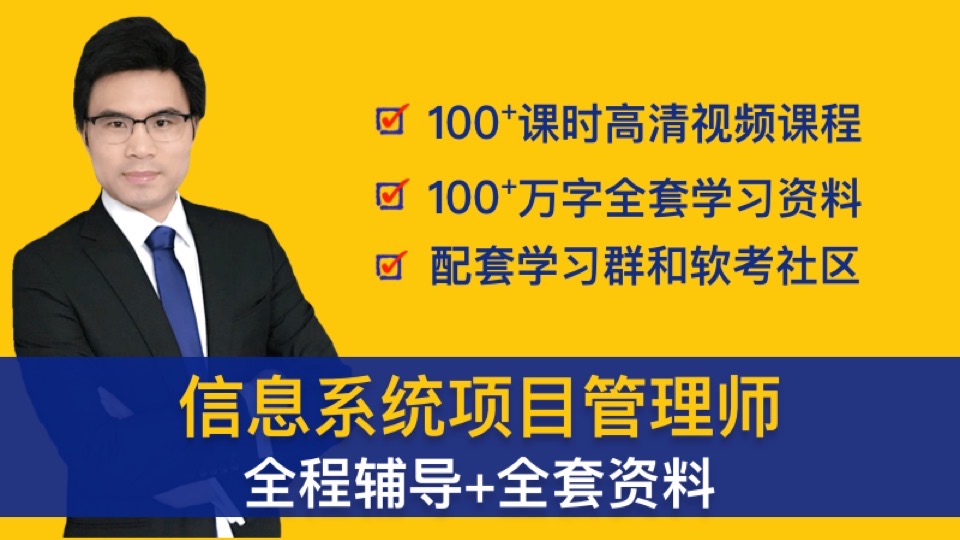 100+课时高清视频课程
100+万字全套学习资料
配套学习群和软考社区
信息系统项目管理师
全程辅导+全套资料